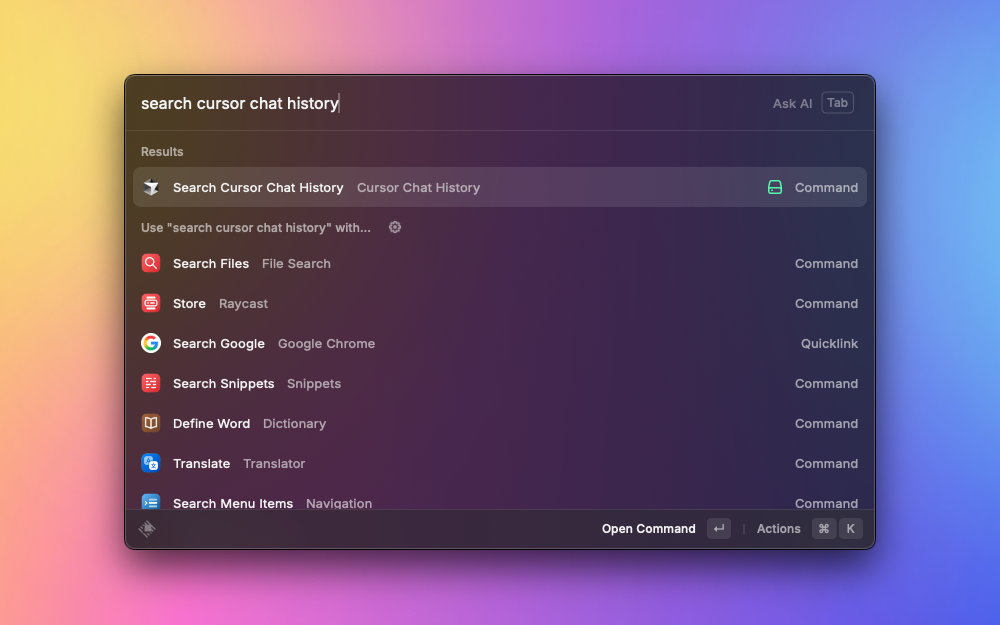 search cursor chat history Ask AI Tab
Results
Search Cursor Chat History Cursor Chat History Command
Use "search cursor chat history" with...
Search Files File Search Command
Store Raycast Command
Search Google Google Chrome Quicklink
Search Snippets Snippets Command
Define Word Dictionary Command
Translate Translator Command
Search Menu Items Navigation Command
Open Command ↵ Actions ⌘ K